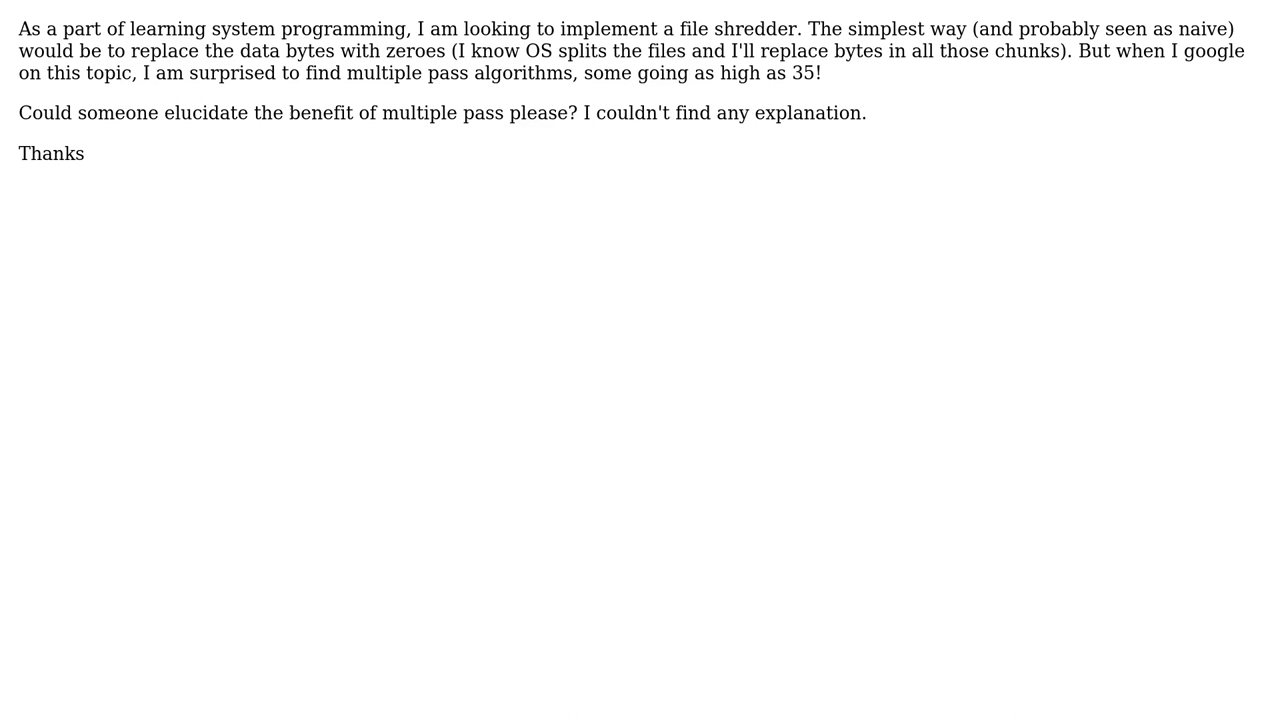 As a part of learning system programming, I am looking to implement a file shredder. The simplest way (and probably seen as naive)
would be to replace the data bytes with zeroes (I know OS splits the files and I'll replace bytes in all those chunks). But when I google
on this topic, I am surprised to find multiple pass algorithms, some going as high as 35!
Could someone elucidate the benefit of multiple pass please? I couldn't find any explanation.
Thanks